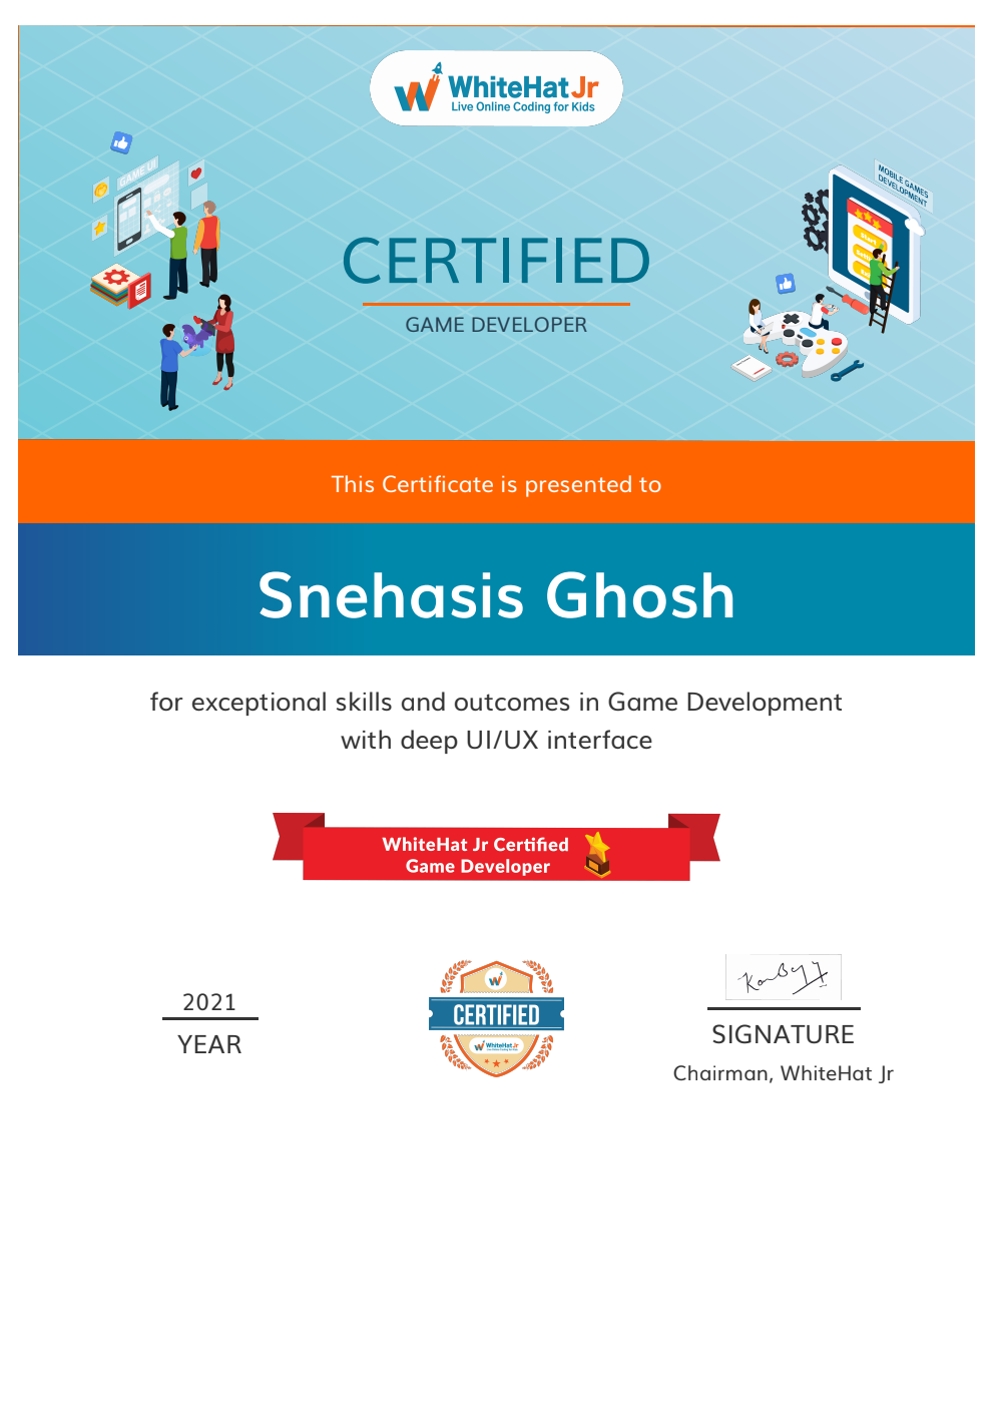 WhiteHat Jr
Live Online Coding for Kids
GAME UI
MOBILE GAMES
DEVELOPMENT
Start
CERTIFIED
GAME DEVELOPER
This Certificate is presented to
Snehasis Ghosh
for exceptional skills and outcomes in Game Development
with deep UI/UX interface
WhiteHat Jr Certified
Game Developer
2021
YEAR
CERTIFIED
WhiteHat Jr
SIGNATURE
Chairman, WhiteHat Jr